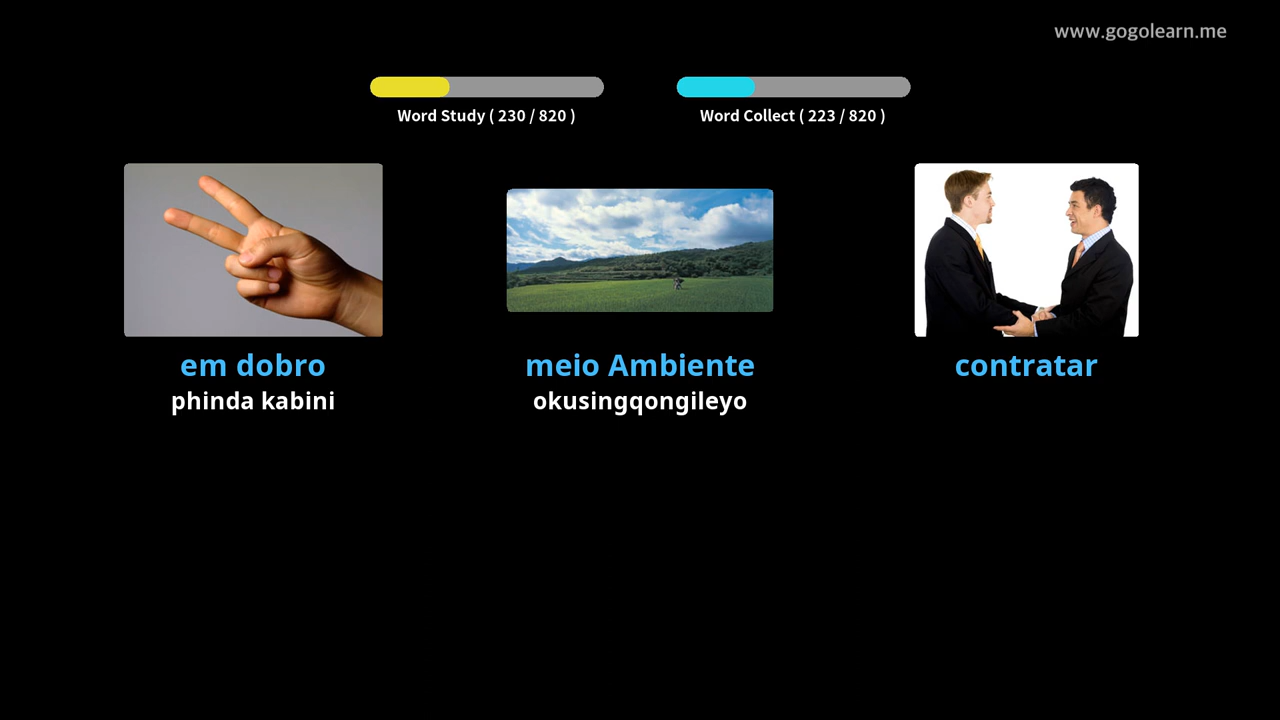 www.gogolearn.me
Word Study ( 230 / 820 )
Word Collect ( 223 / 820 )
em dobro
meio Ambiente
contratar
phinda kabini
okusingqongileyo